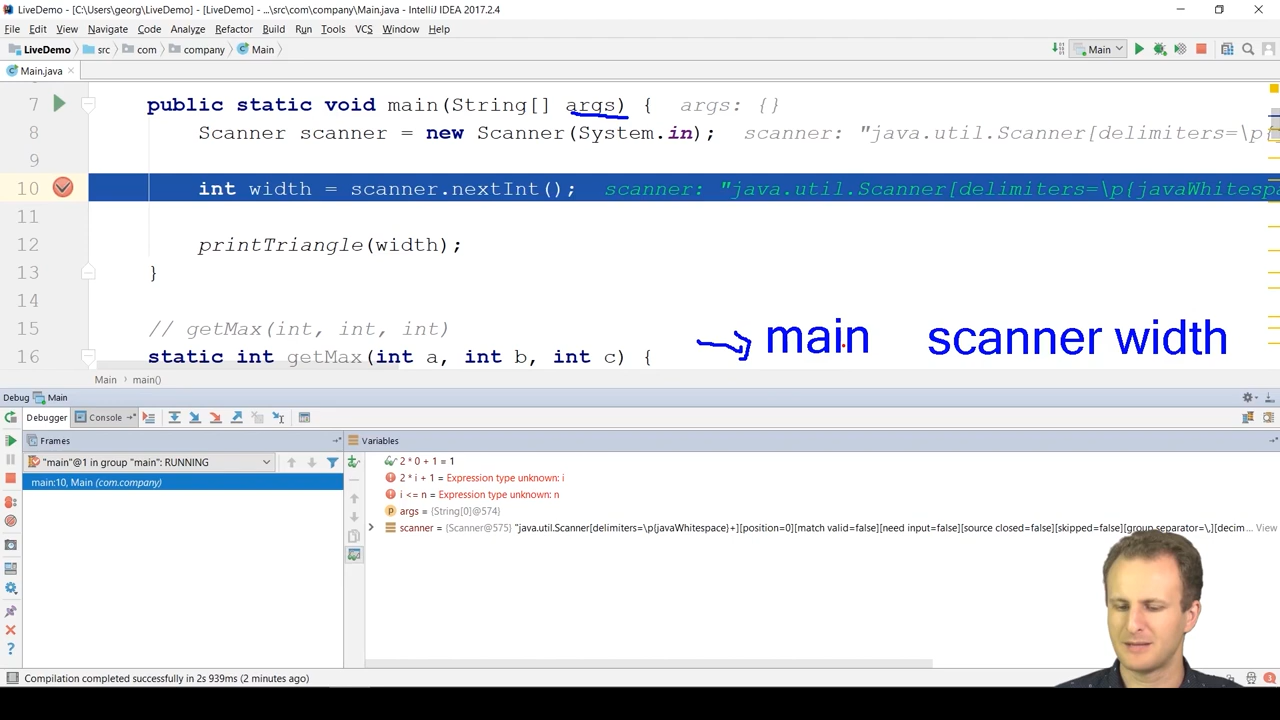 LiveDemo - [C:\Users\georg\LiveDemo] - [LiveDemo] - ...\src\com\company\Main.java - IntelliJ IDEA 2017.2.4
File Edit View Navigate Code Analyze Refactor Build Run Tools VCS Window Help
LiveDemo src com company Main Main
Main.java
7 public static void main(String[] args) { args: {}
8 Scanner scanner = new Scanner(System.in); scanner: "java.util.Scanner[delimiters=\p{javaWhitesp
9
10 int width = scanner.nextInt(); scanner: "java.util.Scanner[delimiters=\p{javaWhitespa
11
12 printTriangle(width);
13 }
14
15 // getMax(int, int, int)
16 static int getMax(int a, int b, int c) {
main scanner width
Main main()
Debug Main
Debugger Console
Frames Variables
"main"@1 in group "main": RUNNING
main:10, Main (com.company)
2 * 0 + 1 = 1
2 * i + 1 = Expression type unknown: i
i <= n = Expression type unknown: n
args = {String[0]@574}
scanner = {Scanner@575} "java.util.Scanner[delimiters=\p{javaWhitespace}+][position=0][match valid=false][need input=false][source closed=false][skipped=false][group separator=\,][decim... View
Compilation completed successfully in 2s 939ms (2 minutes ago) 3